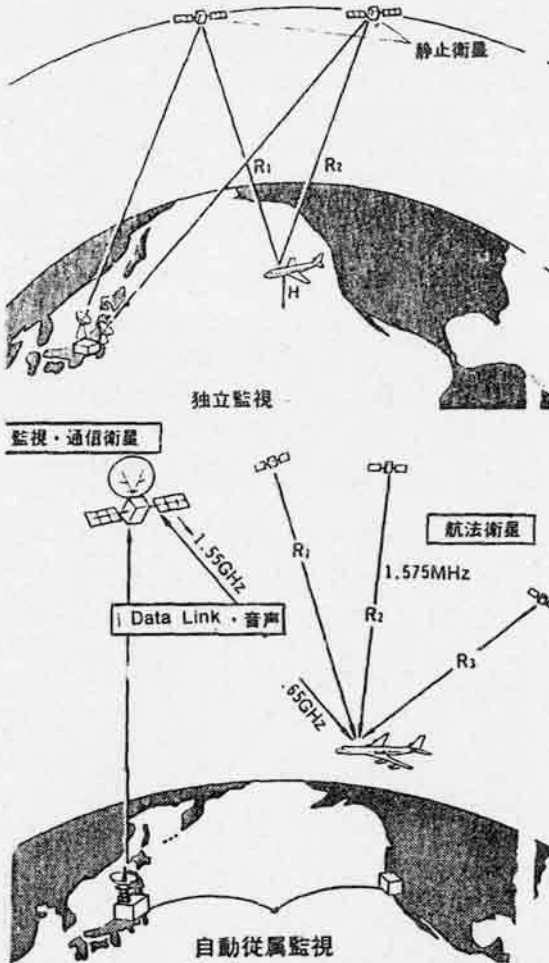 静止衛星
R₁
R₂
H
独立監視
監視・通信衛星
航法衛星
1.55GHz
R₁
1.575MHz
Data Link・音声
R₂
R₃
.65GHz
自動従属監視